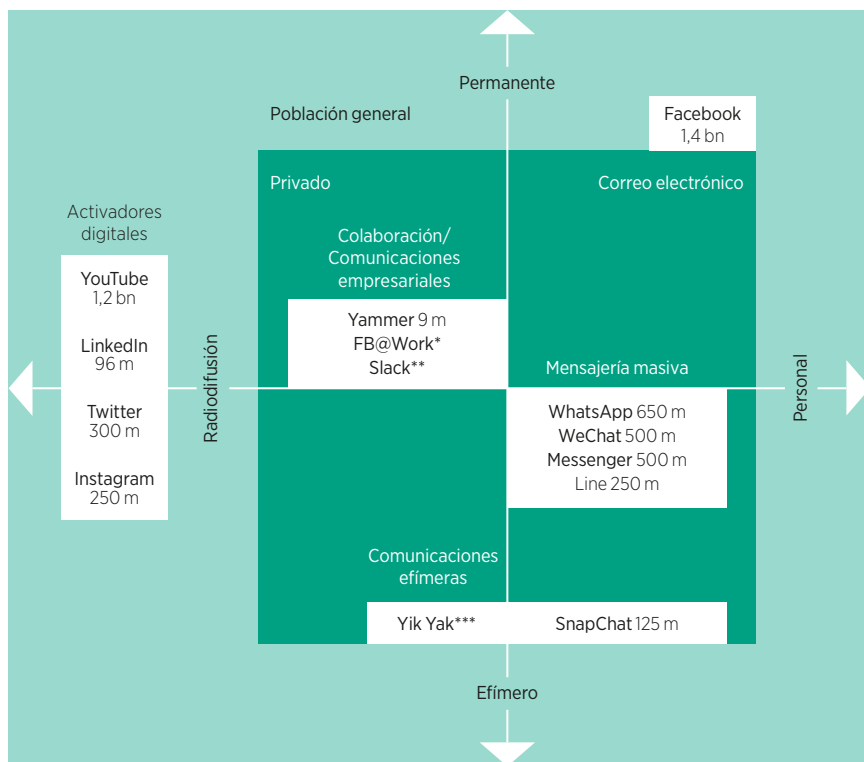 Permanente
Población general
Facebook
1,4 bn
Privado
Correo electrónico
Activadores
digitales
YouTube
1,2 bn
LinkedIn
96 m
Twitter
300 m
Instagram
250 m
Radiodifusión
Colaboración/
Comunicaciones
empresariales
Yammer 9 m
FB@Work*
Slack**
Mensajería masiva
WhatsApp 650 m
WeChat 500 m
Messenger 500 m
Line 250 m
Personal
Comunicaciones
efímeras
Yik Yak***
SnapChat 125 m
Efímero